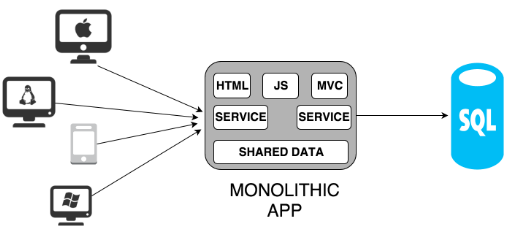 HTML JS MVC
SERVICE SERVICE
SHARED DATA
MONOLITHIC
APP
SQL